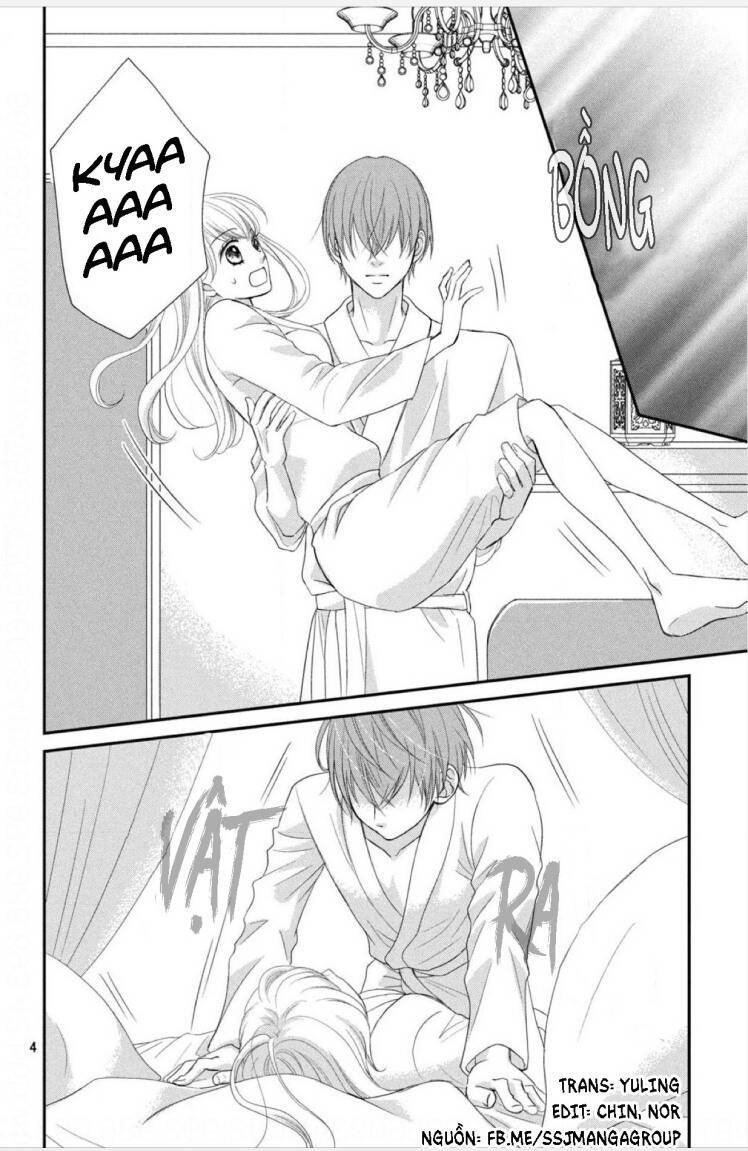 BỒNG
KYAA
AAA
AAA
VẬT
RA
4
TRANS: YULING
EDIT: CHIN, NOR
NGUỒN: FB.ME/SSJMANGAGROUP